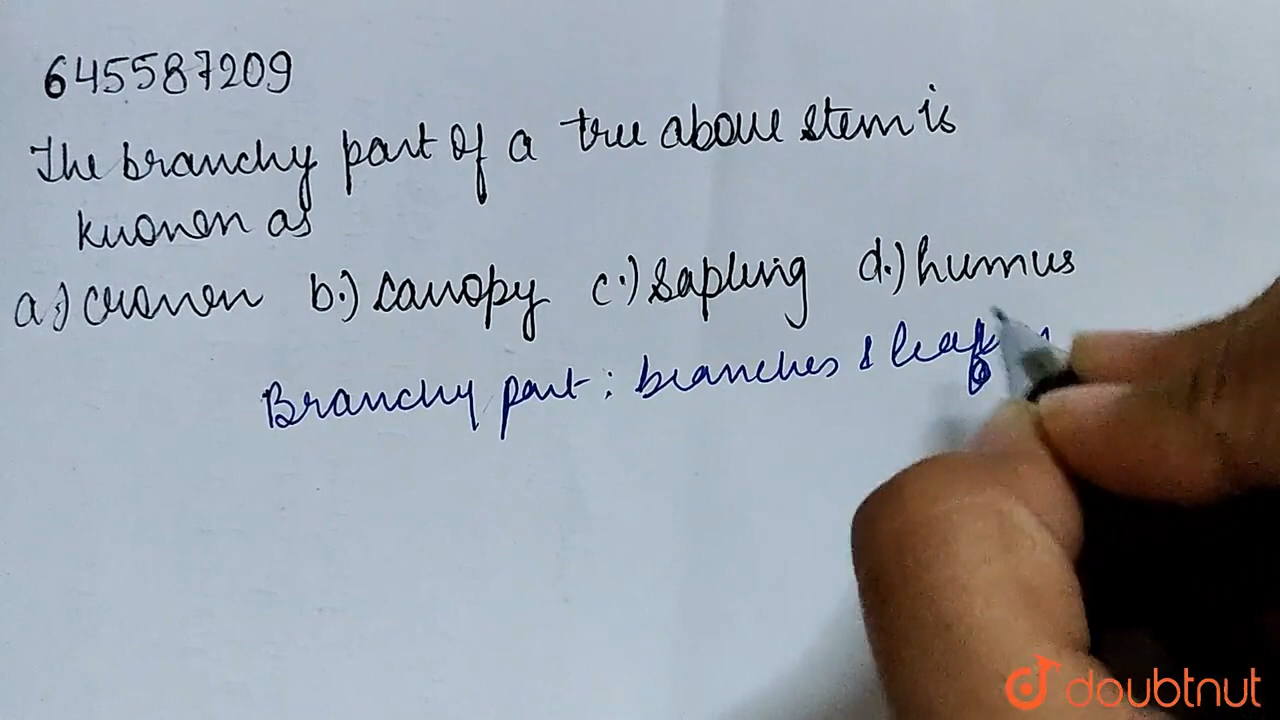 645587209
The branchy part of a tree above stem is
known as
a.) crown b.) canopy c.) sapling d.) humus
Branchy part : branches &
doubtnut